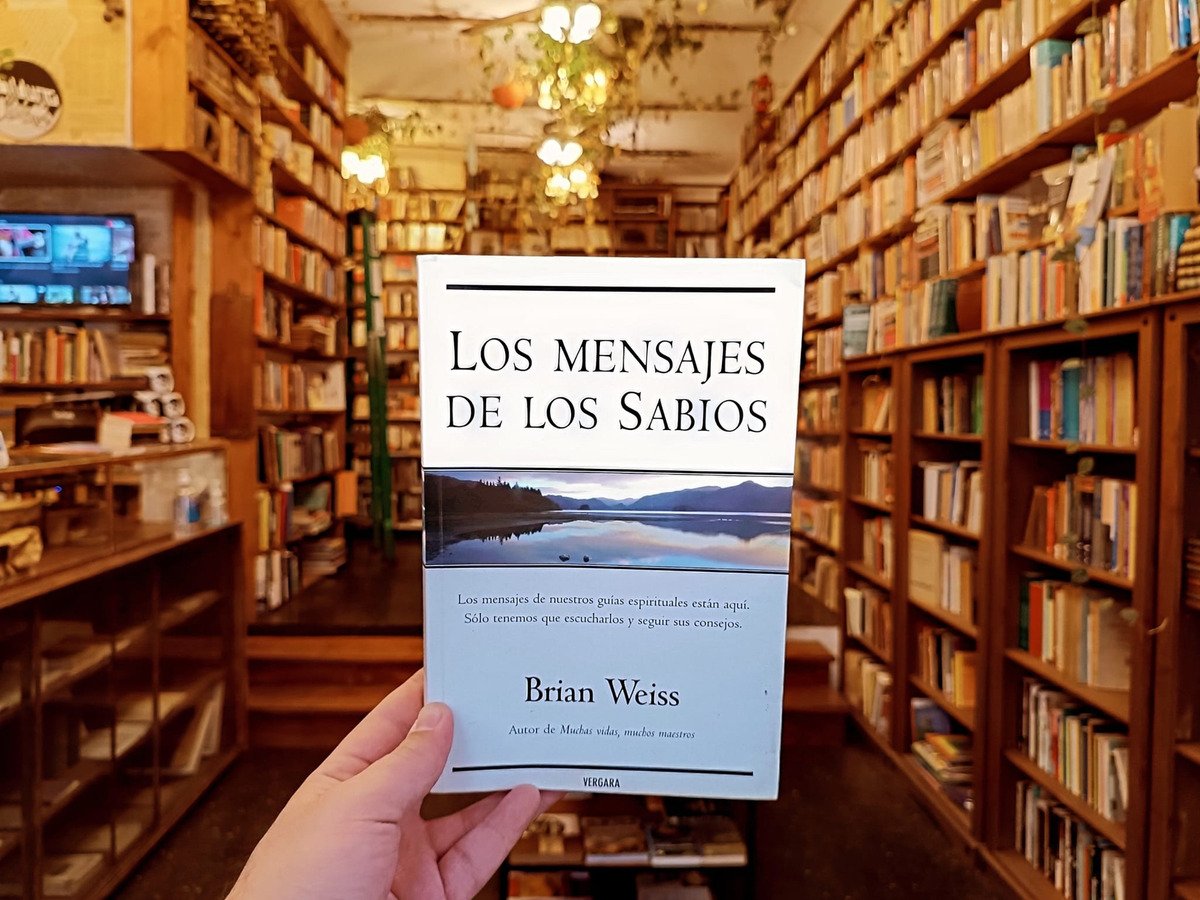 Los mensajes
de los Sabios
Los mensajes de nuestros guías espirituales están aquí.
Sólo tenemos que escucharlos y seguir sus consejos.
Brian Weiss
Autor de Muchas vidas, muchos maestros
VERGARA